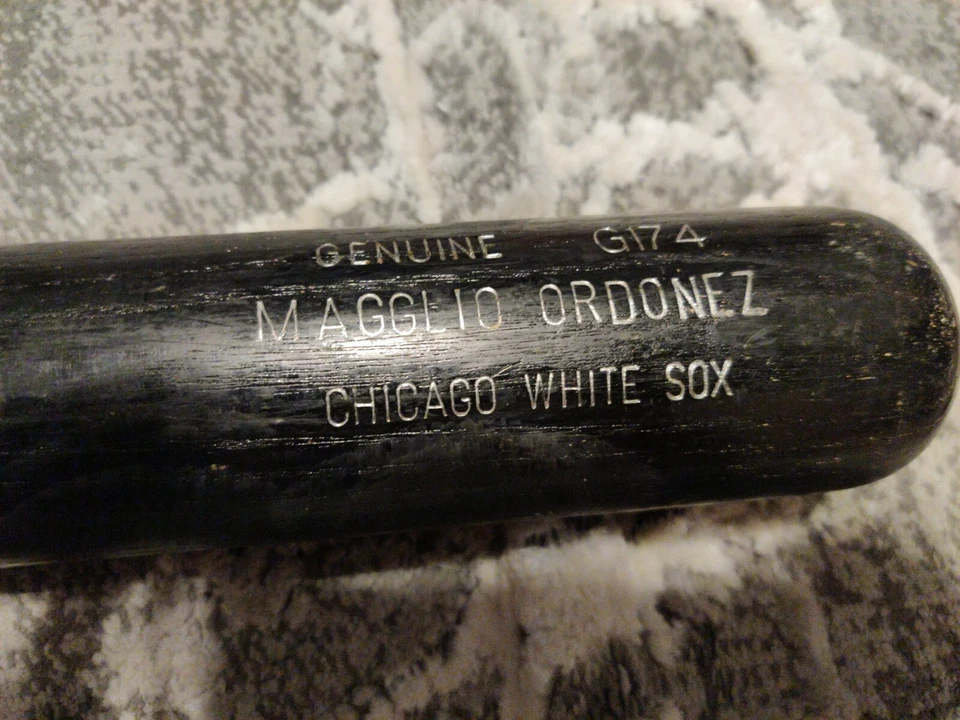 GENUINE G174
MAGGLIO ORDONEZ
CHICAGO WHITE SOX